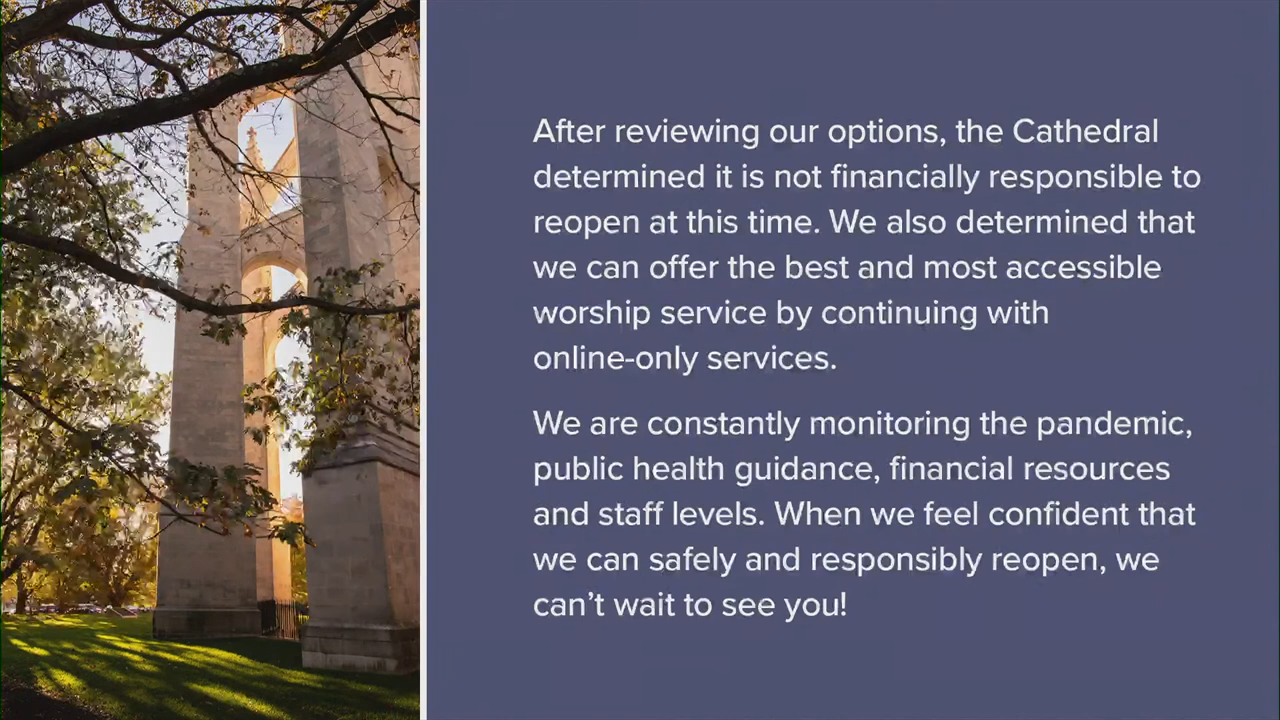 After reviewing our options, the Cathedral
determined it is not financially responsible to
reopen at this time. We also determined that
we can offer the best and most accessible
worship service by continuing with
online-only services.
We are constantly monitoring the pandemic,
public health guidance, financial resources
and staff levels. When we feel confident that
we can safely and responsibly reopen, we
can’t wait to see you!